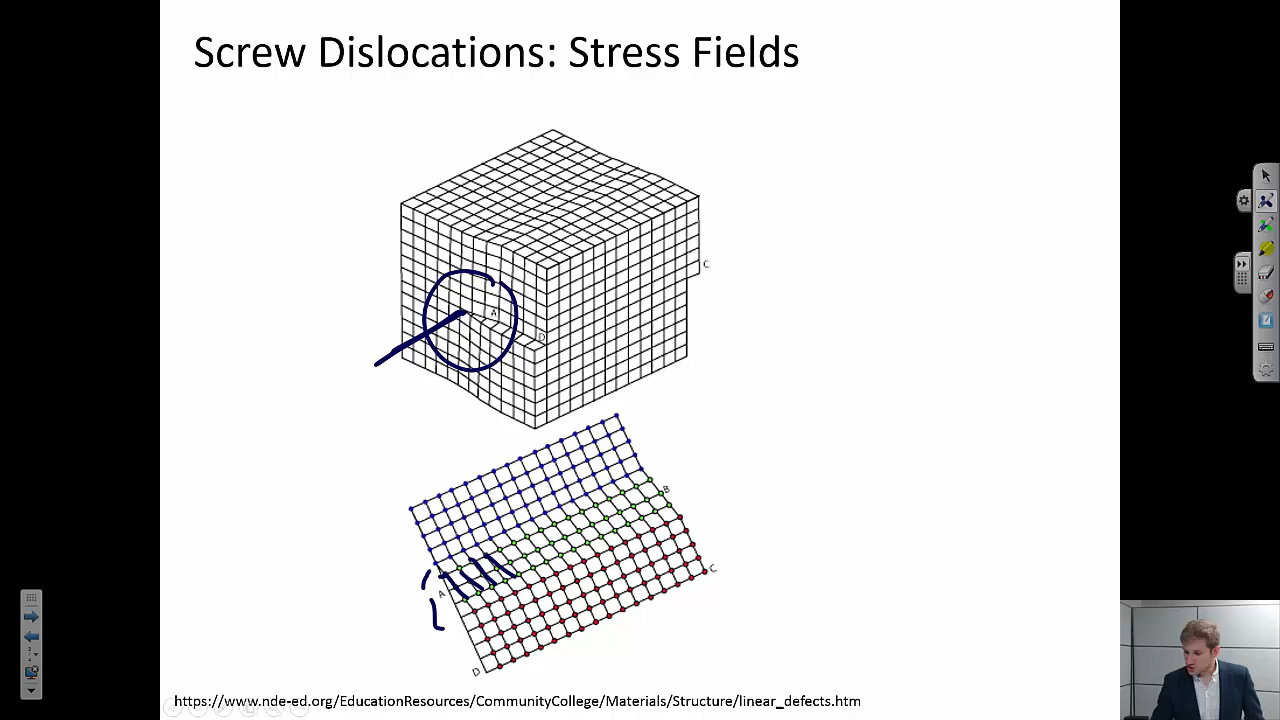 Screw Dislocations: Stress Fields
C
A
D
B
A
C
D
https://www.nde-ed.org/EducationResources/CommunityCollege/Materials/Structure/linear_defects.htm